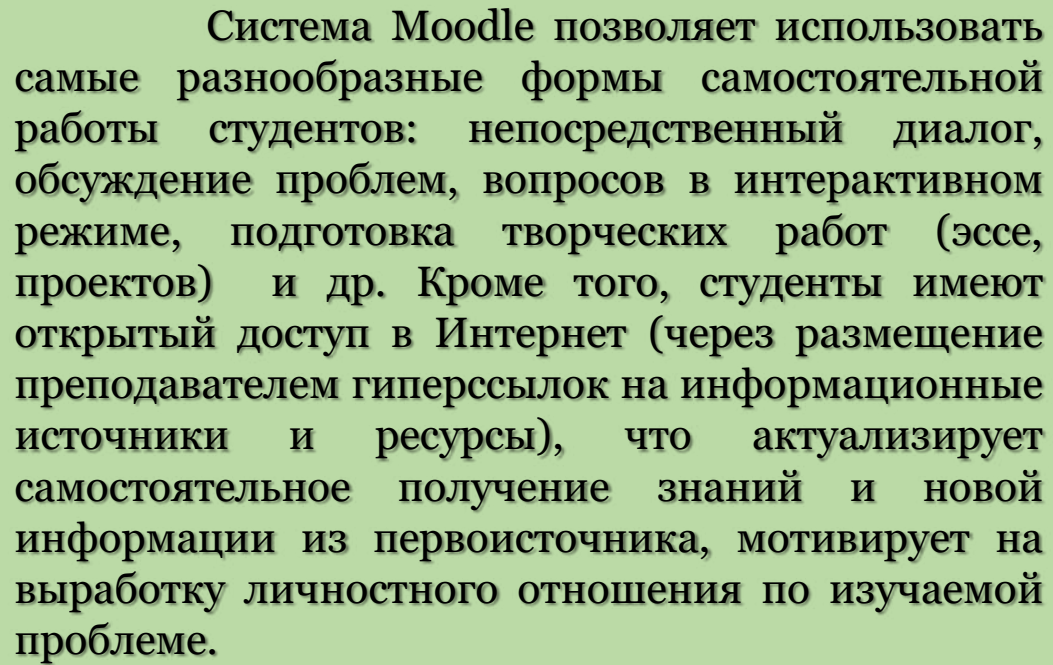 Система Moodle позволяет использовать
самые разнообразные формы самостоятельной
работы студентов: непосредственный диалог,
обсуждение проблем, вопросов в интерактивном
режиме, подготовка творческих работ (эссе,
проектов) и др. Кроме того, студенты имеют
открытый доступ в Интернет (через размещение
преподавателем гиперссылок на информационные
источники и ресурсы), что актуализирует
самостоятельное получение знаний и новой
информации из первоисточника, мотивирует на
выработку личностного отношения по изучаемой
проблеме.